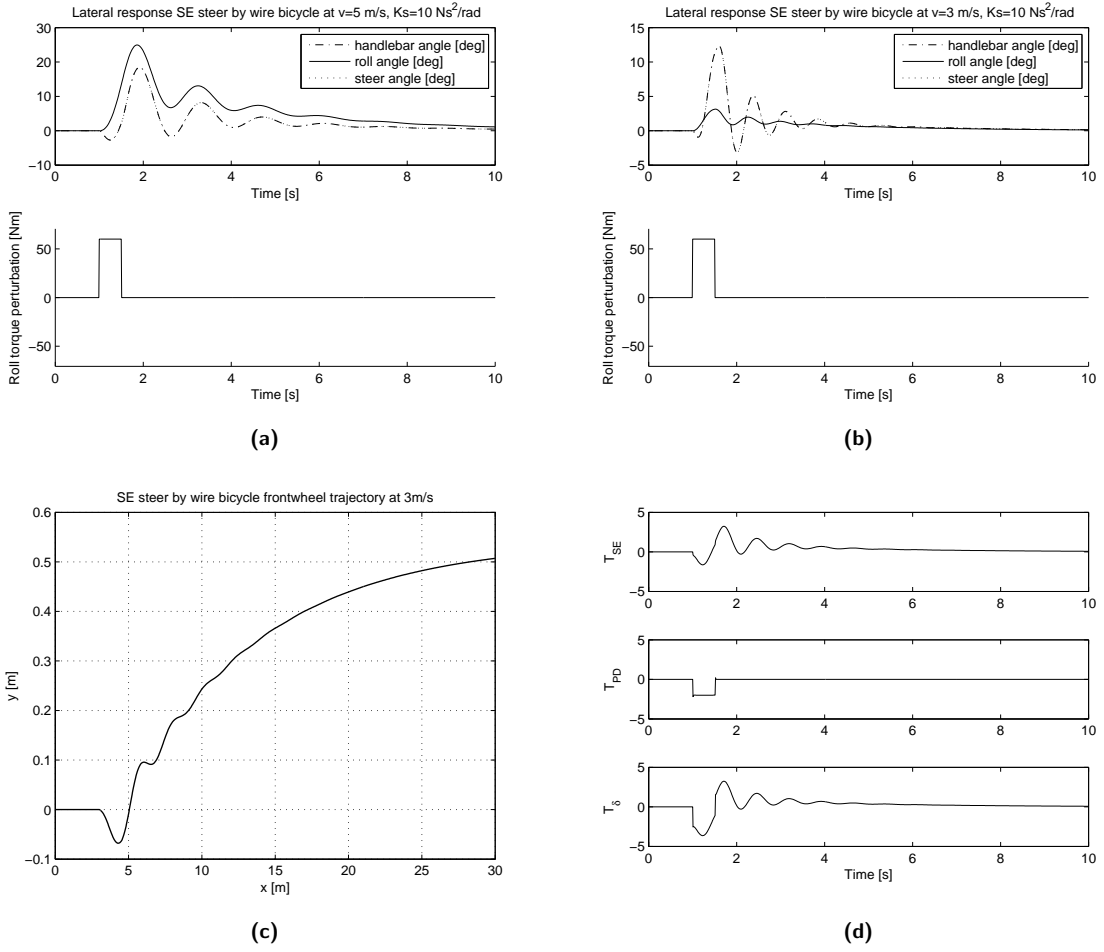 Lateral response SE steer by wire bicycle at v=5 m/s, Ks=10 Ns²/rad
30
20
10
0
−10
handlebar angle [deg]
roll angle [deg]
steer angle [deg]
0 2 4 6 8 10
Time [s]
Roll torque perturbation [Nm]
50
0
−50
0 2 4 6 8 10
Time [s]
(a)
Lateral response SE steer by wire bicycle at v=3 m/s, Ks=10 Ns²/rad
15
10
5
0
−5
handlebar angle [deg]
roll angle [deg]
steer angle [deg]
0 2 4 6 8 10
Time [s]
Roll torque perturbation [Nm]
50
0
−50
0 2 4 6 8 10
Time [s]
(b)
SE steer by wire bicycle frontwheel trajectory at 3m/s
0.6
0.5
0.4
0.3
0.2
0.1
0
−0.1
y [m]
0 5 10 15 20 25 30
x [m]
(c)
T_SE
5
0
−5
0 2 4 6 8 10
T_PD
5
0
−5
0 2 4 6 8 10
T_δ
5
0
−5
0 2 4 6 8 10
Time [s]
(d)